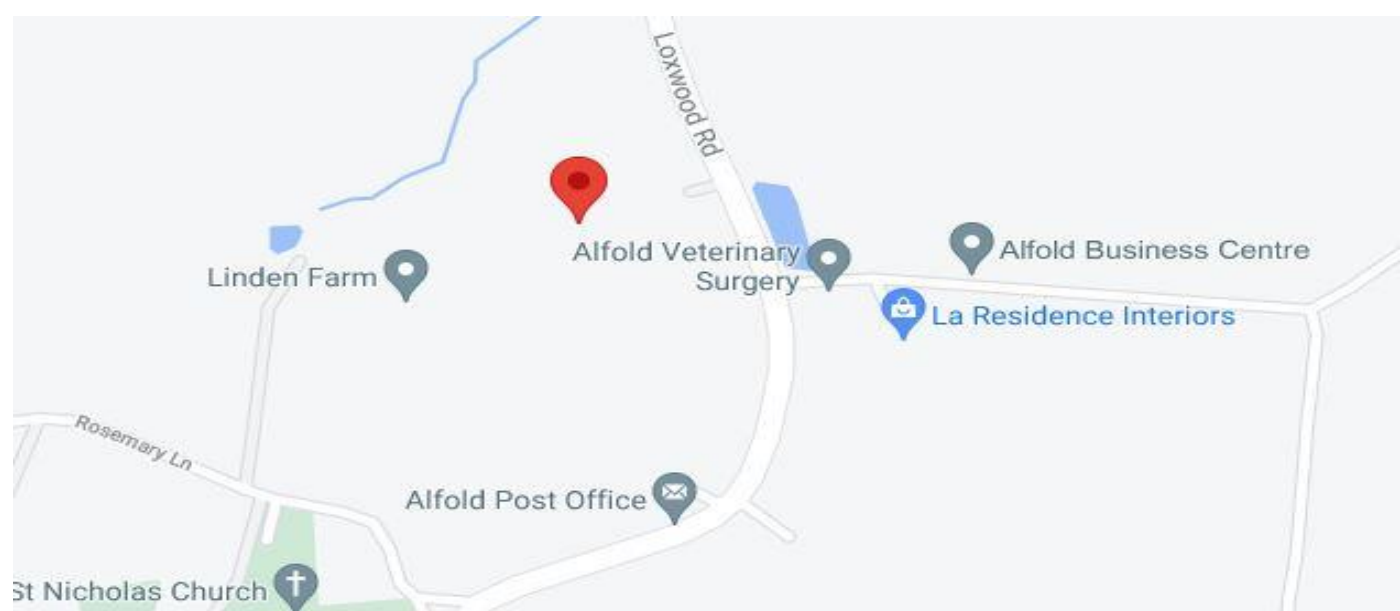 Loxwood Rd
Alfold Veterinary
Surgery
Alfold Business Centre
Linden Farm
La Residence Interiors
Rosemary Ln
Alfold Post Office
St Nicholas Church